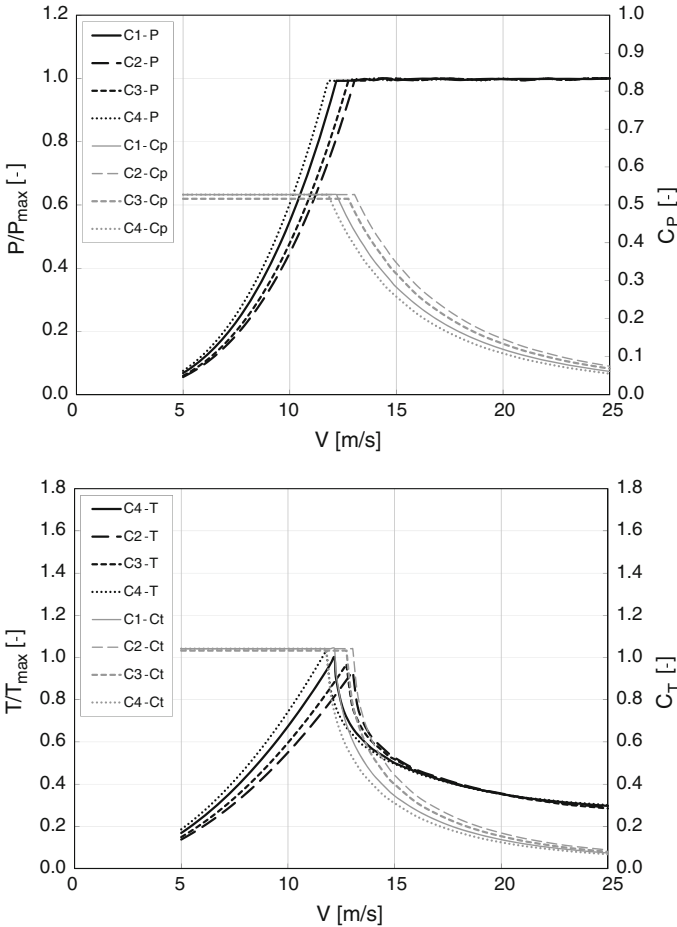 1.2
1.0
0.8
0.6
0.4
0.2
0.0
P/Pmax [-]
C1-P
C2-P
C3-P
C4-P
C1-Cp
C2-Cp
C3-Cp
C4-Cp
1.0
0.9
0.8
0.7
0.6
0.5
0.4
0.3
0.2
0.1
0.0
CP [-]
0 5 10 15 20 25
V [m/s]
1.8
1.6
1.4
1.2
1.0
0.8
0.6
0.4
0.2
0.0
T/Tmax [-]
C4-T
C2-T
C3-T
C4-T
C1-Ct
C2-Ct
C3-Ct
C4-Ct
1.8
1.6
1.4
1.2
1.0
0.8
0.6
0.4
0.2
0.0
CT [-]
0 5 10 15 20 25
V [m/s]